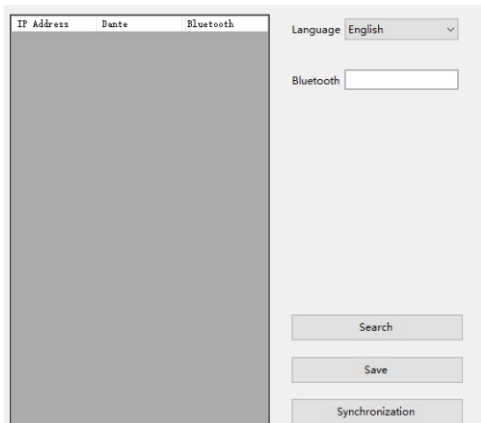 IP Address Dante Bluetooth
Language English
Bluetooth
Search
Save
Synchronization